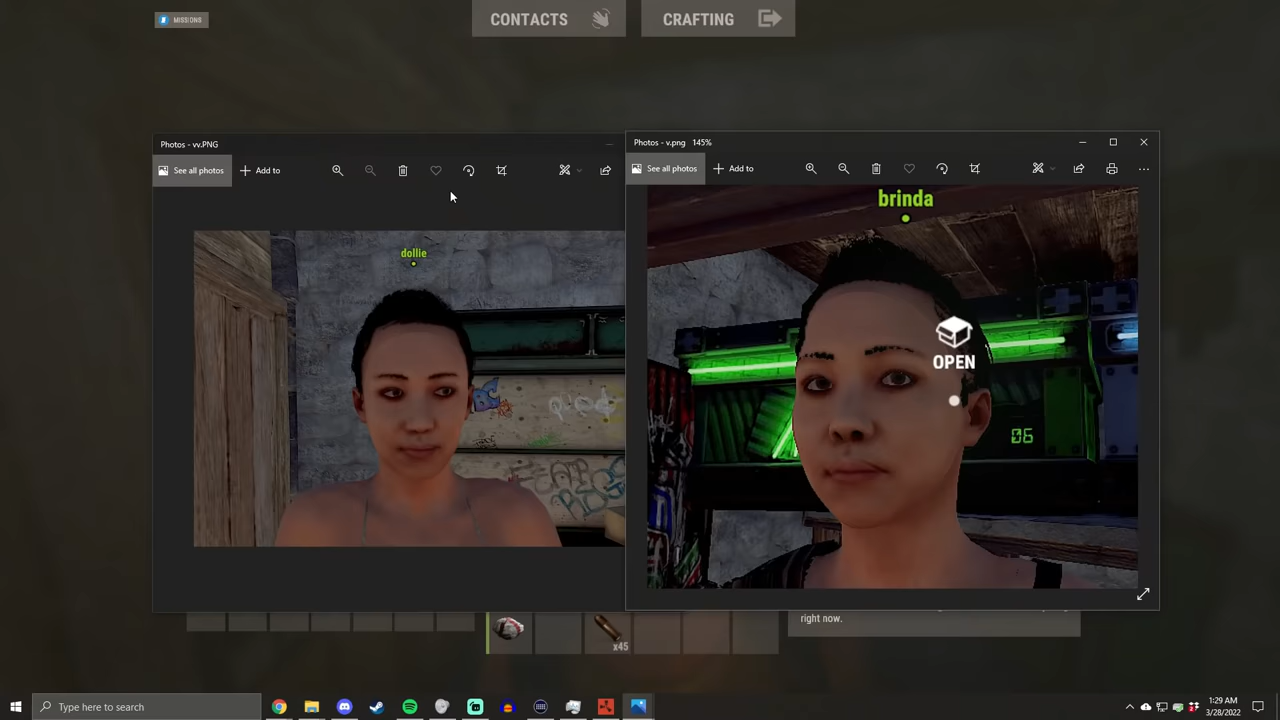 MISSIONS
CONTACTS
CRAFTING
Photos - vv.PNG
See all photos
Add to
Photos - v.png 145%
See all photos
Add to
dollie
brinda
OPEN
06
right now.
x45
Type here to search
1:29 AM
3/28/2022